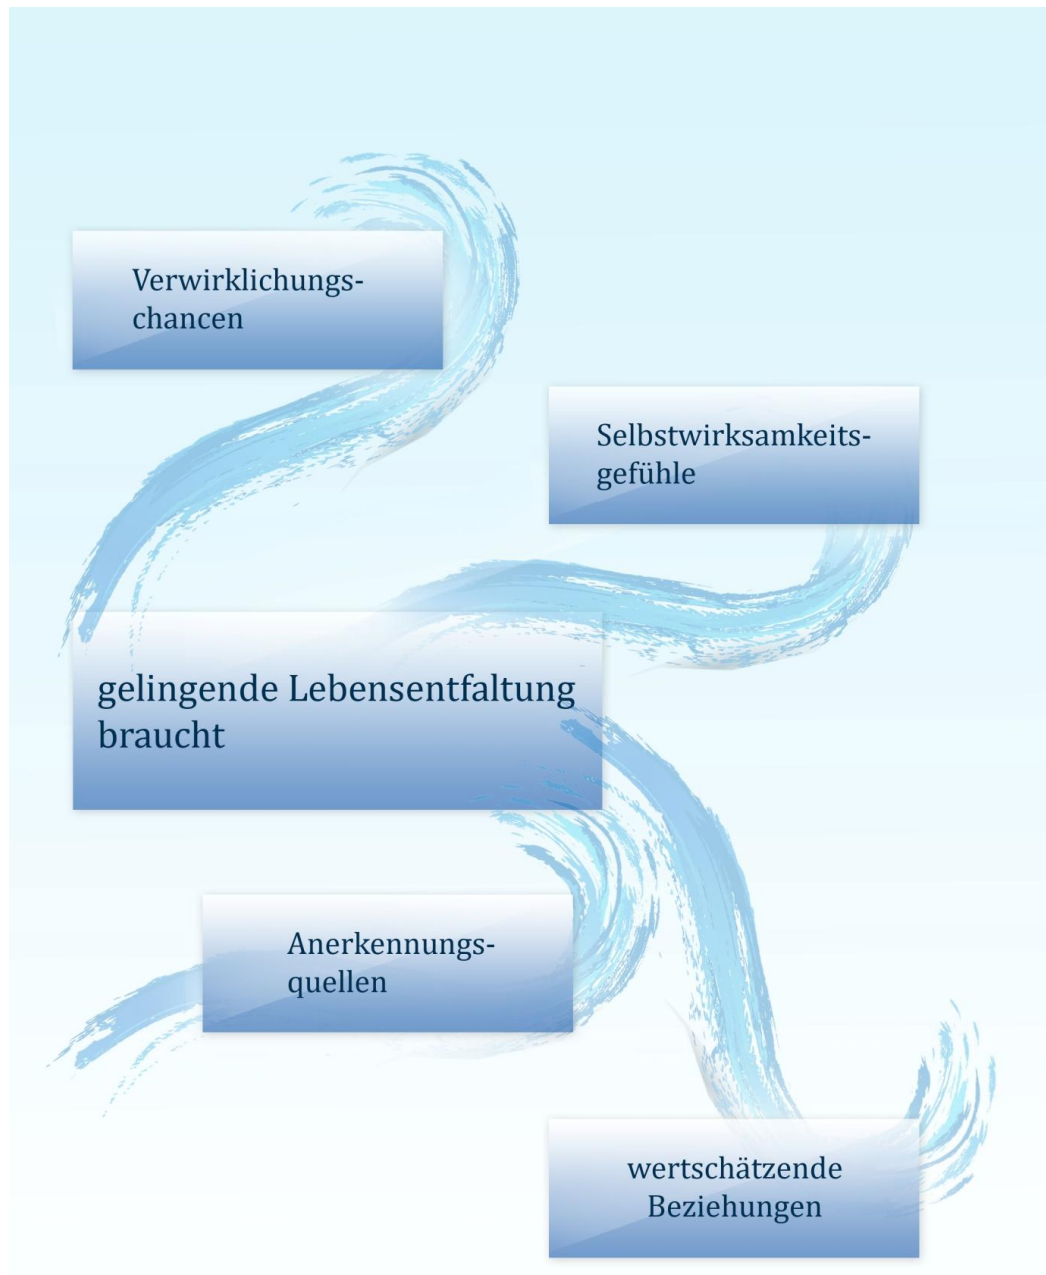 Verwirklichungs-
chancen
Selbstwirksamkeits-
gefühle
gelingende Lebensentfaltung
braucht
Anerkennungs-
quellen
wertschätzende
Beziehungen